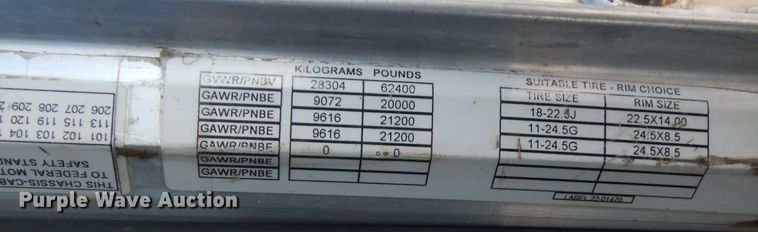 KILOGRAMS POUNDS
GVWR/PNBV 28304 62400
GAWR/PNBE 9072 20000
GAWR/PNBE 9616 21200
GAWR/PNBE 9616 21200
GAWR/PNBE 0 0
GAWR/PNBE
GAWR/PNBE
SUITABLE TIRE - RIM CHOICE
TIRE SIZE RIM SIZE
18-22.5J 22.5X14.00
11-24.5G 24.5X8.5
11-24.5G 24.5X8.5
LABEL
THIS CHASSIS-CAB
TO FEDERAL MOT
SAFETY STAND
101 102 103 104
113 115 119 120
206 207 208 209
Purple Wave Auction